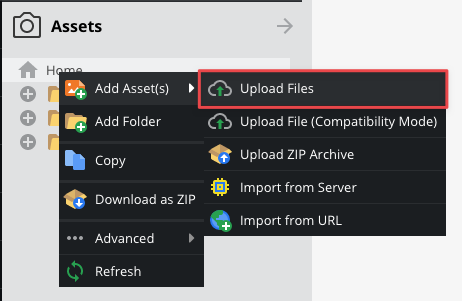 Assets
Home
Add Asset(s)
Upload Files
Add Folder
Upload File (Compatibility Mode)
Copy
Upload ZIP Archive
Download as ZIP
Import from Server
Advanced
Import from URL
Refresh